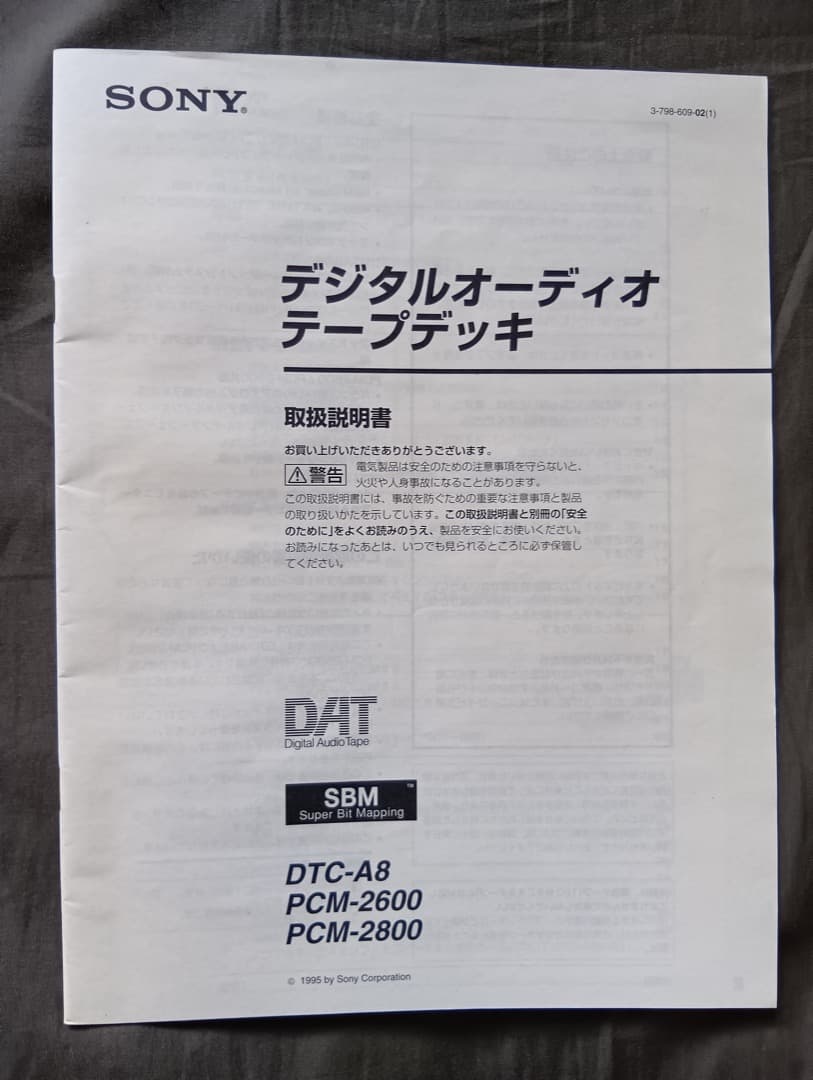 SONY®
3-798-609-02(1)
デジタルオーディオ
テープデッキ
取扱説明書
お買い上げいただきありがとうございます。
⚠警告
電気製品は安全のための注意事項を守らないと、
火災や人身事故になることがあります。
この取扱説明書には、事故を防ぐための重要な注意事項と製品
の取り扱いかたを示しています。この取扱説明書と別冊の「安全
のために」をよくお読みのうえ、製品を安全にお使いください。
お読みになったあとは、いつでも見られるところに必ず保管し
てください。
DAT
Digital Audio Tape
SBM™
Super Bit Mapping
DTC-A8
PCM-2600
PCM-2800
© 1995 by Sony Corporation